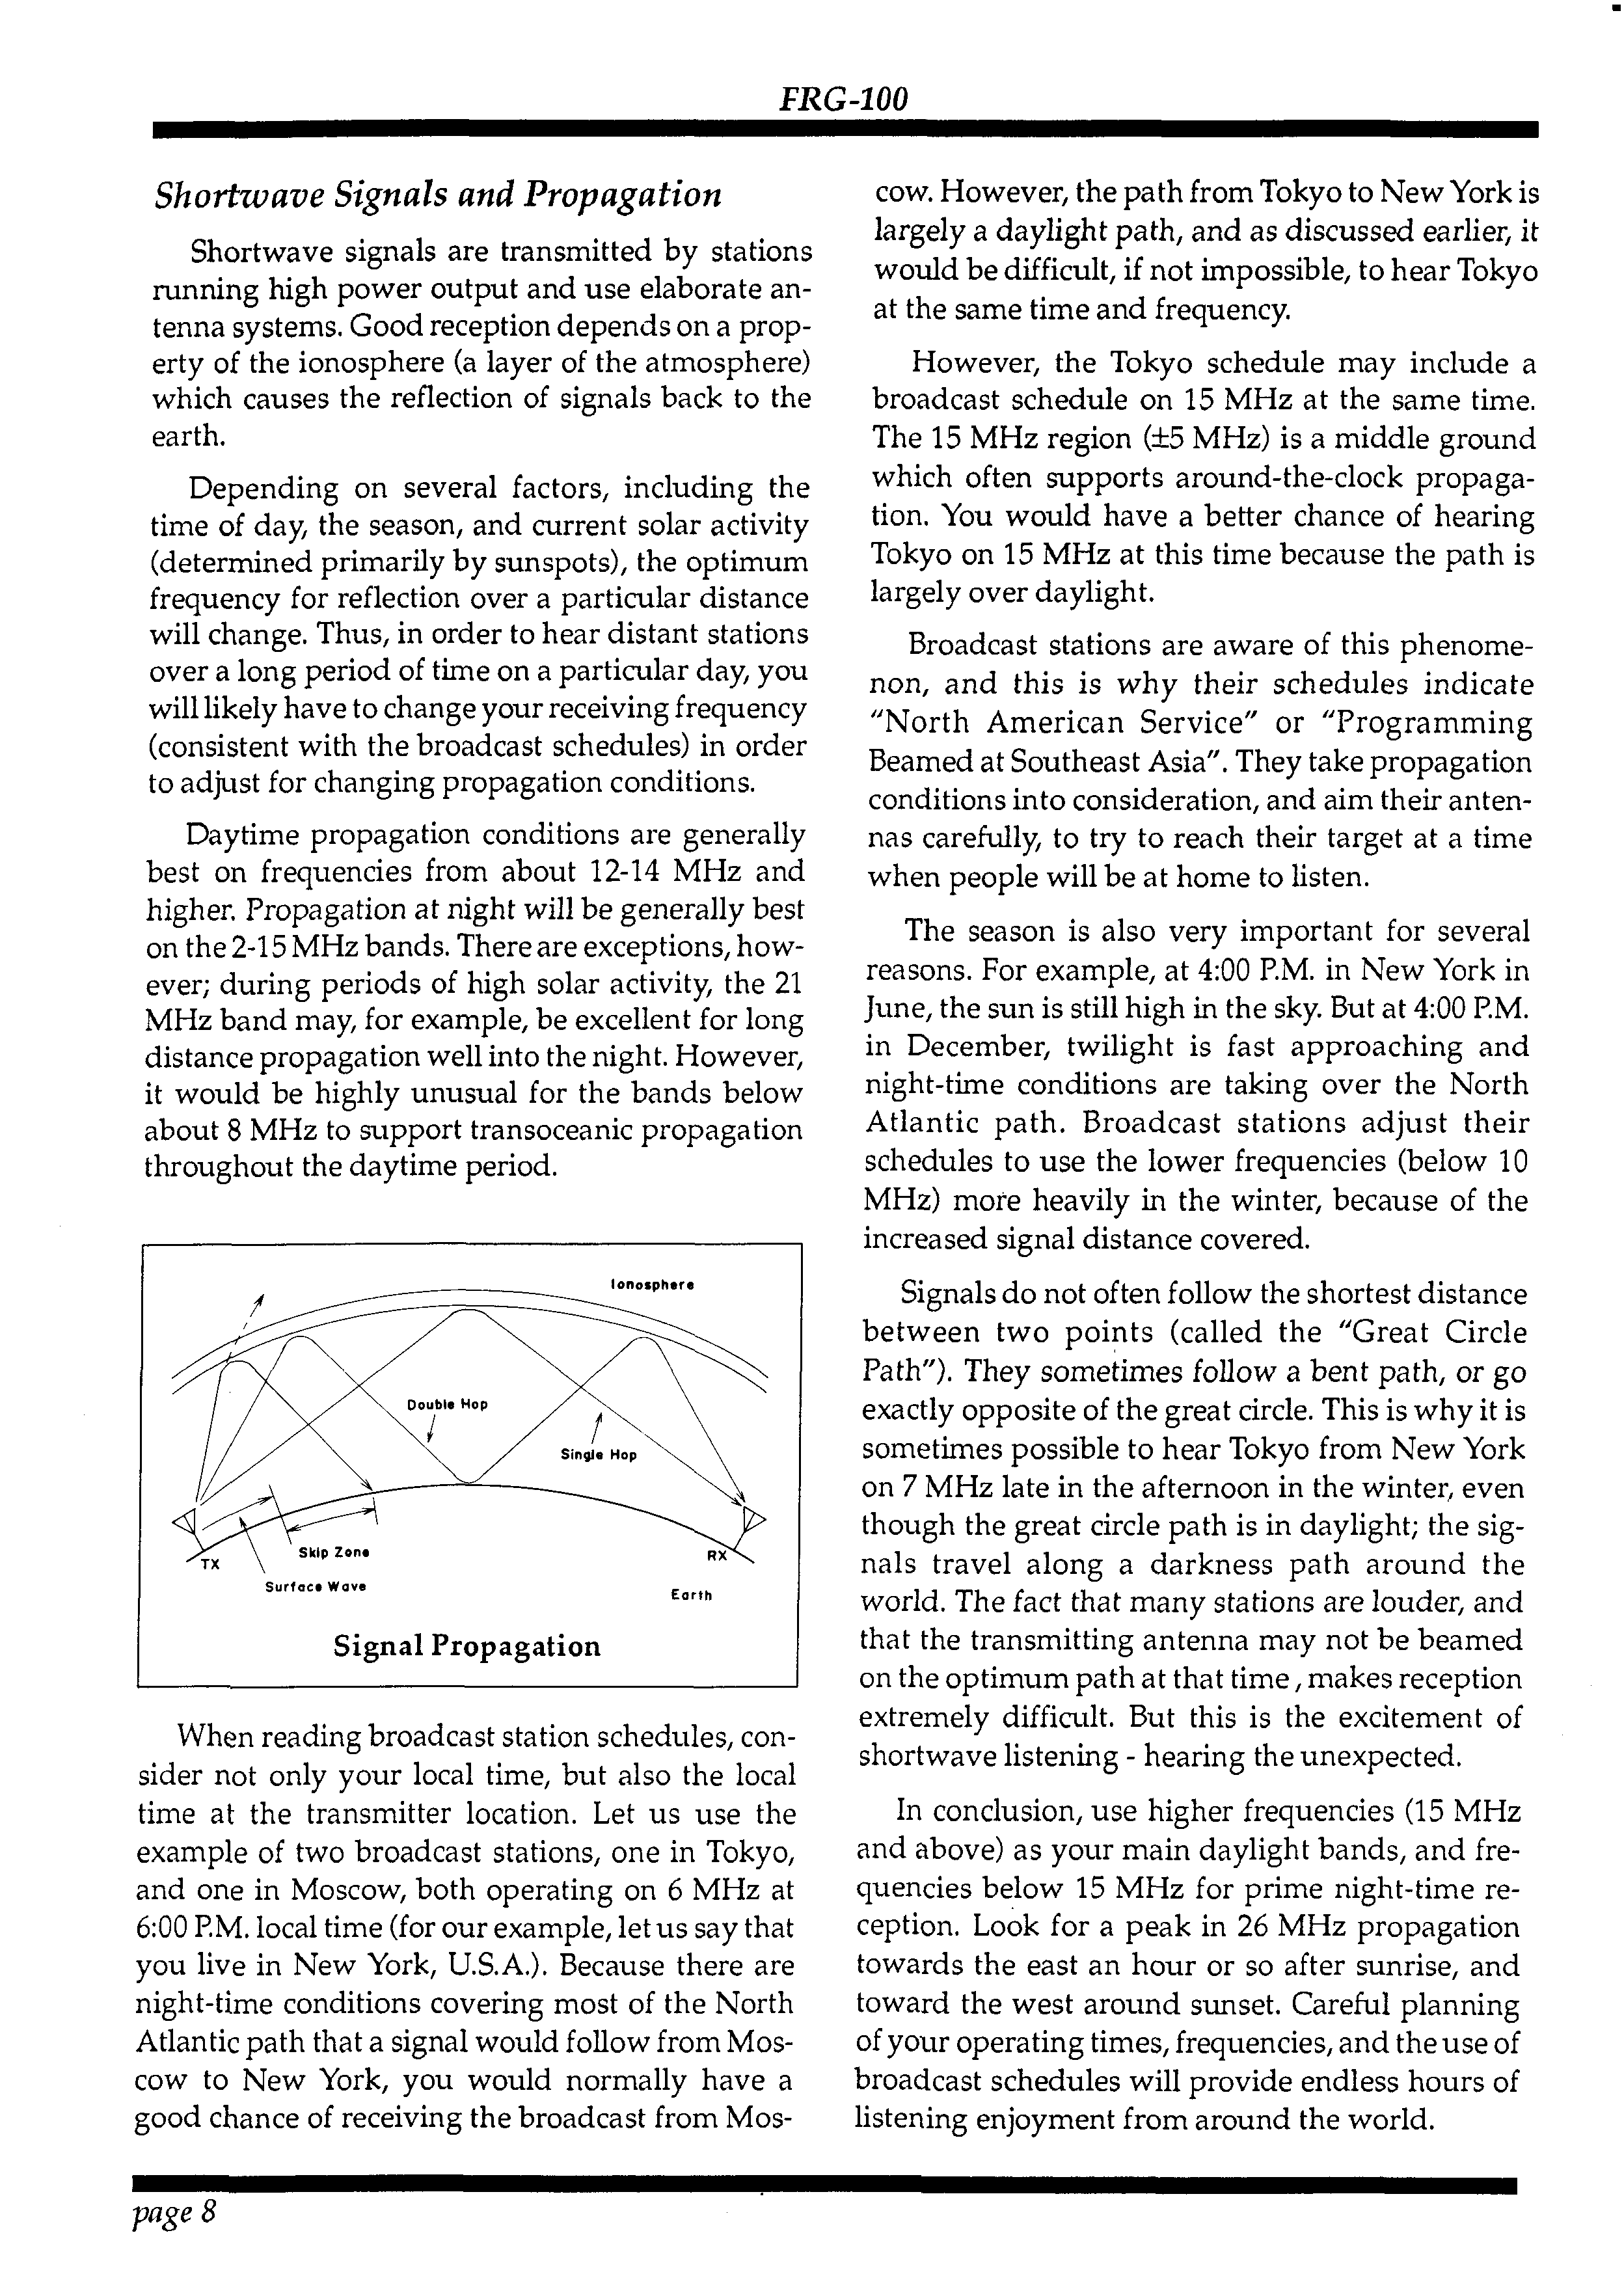 FRG-100
Shortwave Signals and Propagation
Shortwave signals are transmitted by stations
running high power output and use elaborate an-
tenna systems. Good reception depends on a prop-
erty of the ionosphere (a layer of the atmosphere)
which causes the reflection of signals back to the
earth.
Depending on several factors, including the
time of day, the season, and current solar activity
(determined primarily by sunspots), the optimum
frequency for reflection over a particular distance
will change. Thus, in order to hear distant stations
over a long period of time on a particular day, you
will likely have to change your receiving frequency
(consistent with the broadcast schedules) in order
to adjust for changing propagation conditions.
Daytime propagation conditions are generally
best on frequencies from about 12-14 MHz and
higher. Propagation at night will be generally best
on the 2-15 MHz bands. There are exceptions, how-
ever; during periods of high solar activity, the 21
MHz band may, for example, be excellent for long
distance propagation well into the night. However,
it would be highly unusual for the bands below
about 8 MHz to support transoceanic propagation
throughout the daytime period.
Ionosphere
Double Hop
Single Hop
Skip Zone
TX
RX
Surface Wave
Earth
Signal Propagation
When reading broadcast station schedules, con-
sider not only your local time, but also the local
time at the transmitter location. Let us use the
example of two broadcast stations, one in Tokyo,
and one in Moscow, both operating on 6 MHz at
6:00 P.M. local time (for our example, let us say that
you live in New York, U.S.A.). Because there are
night-time conditions covering most of the North
Atlantic path that a signal would follow from Mos-
cow to New York, you would normally have a
good chance of receiving the broadcast from Mos-
cow. However, the path from Tokyo to New York is
largely a daylight path, and as discussed earlier, it
would be difficult, if not impossible, to hear Tokyo
at the same time and frequency.
However, the Tokyo schedule may include a
broadcast schedule on 15 MHz at the same time.
The 15 MHz region (±5 MHz) is a middle ground
which often supports around-the-clock propaga-
tion. You would have a better chance of hearing
Tokyo on 15 MHz at this time because the path is
largely over daylight.
Broadcast stations are aware of this phenome-
non, and this is why their schedules indicate
"North American Service" or "Programming
Beamed at Southeast Asia". They take propagation
conditions into consideration, and aim their anten-
nas carefully, to try to reach their target at a time
when people will be at home to listen.
The season is also very important for several
reasons. For example, at 4:00 P.M. in New York in
June, the sun is still high in the sky. But at 4:00 P.M.
in December, twilight is fast approaching and
night-time conditions are taking over the North
Atlantic path. Broadcast stations adjust their
schedules to use the lower frequencies (below 10
MHz) more heavily in the winter, because of the
increased signal distance covered.
Signals do not often follow the shortest distance
between two points (called the "Great Circle
Path"). They sometimes follow a bent path, or go
exactly opposite of the great circle. This is why it is
sometimes possible to hear Tokyo from New York
on 7 MHz late in the afternoon in the winter, even
though the great circle path is in daylight; the sig-
nals travel along a darkness path around the
world. The fact that many stations are louder, and
that the transmitting antenna may not be beamed
on the optimum path at that time, makes reception
extremely difficult. But this is the excitement of
shortwave listening - hearing the unexpected.
In conclusion, use higher frequencies (15 MHz
and above) as your main daylight bands, and fre-
quencies below 15 MHz for prime night-time re-
ception. Look for a peak in 26 MHz propagation
towards the east an hour or so after sunrise, and
toward the west around sunset. Careful planning
of your operating times, frequencies, and the use of
broadcast schedules will provide endless hours of
listening enjoyment from around the world.
page 8